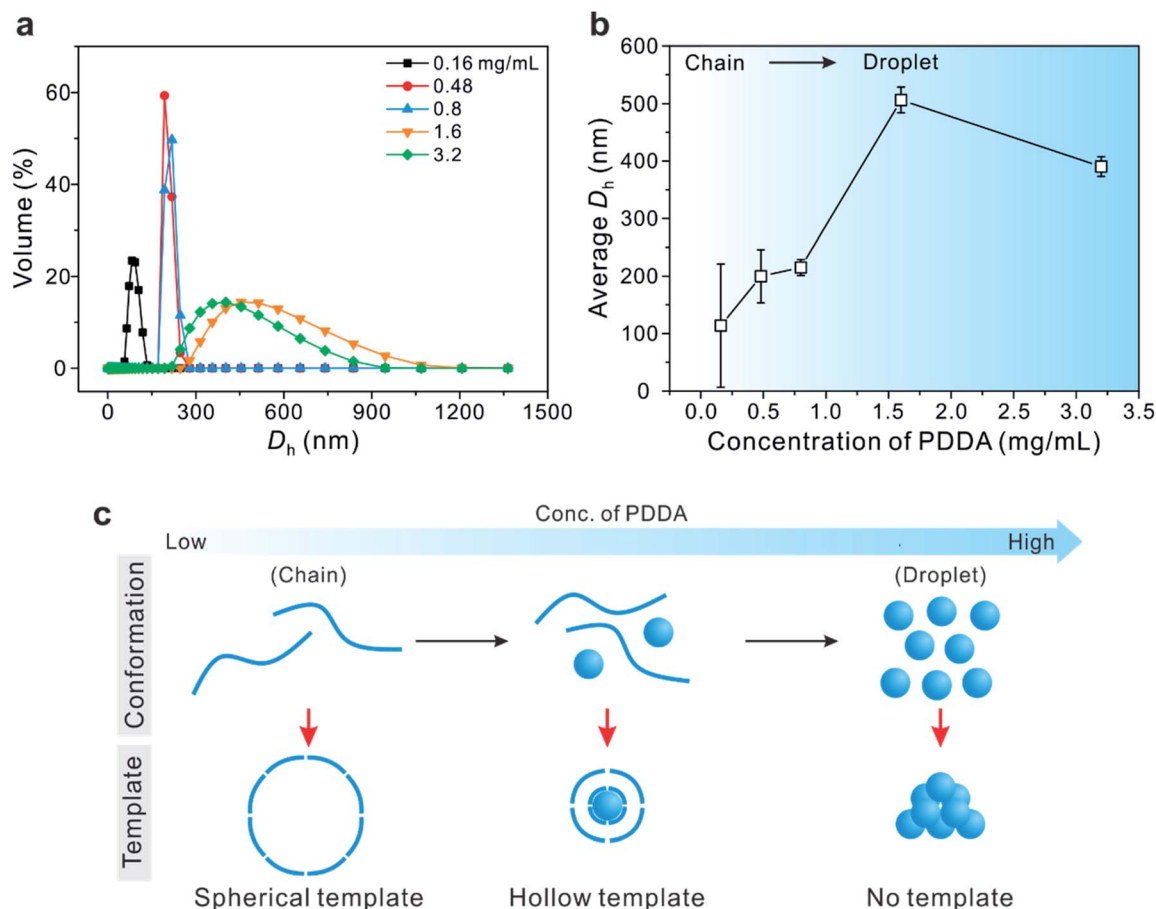 a
60
40
20
0
Volume (%)
0.16 mg/mL
0.48
0.8
1.6
3.2
0 300 600 900 1200 1500
Dh (nm)
b
600
500
400
300
200
100
0
Average Dh (nm)
Chain Droplet
0.0 0.5 1.0 1.5 2.0 2.5 3.0 3.5
Concentration of PDDA (mg/mL)
c
Conc. of PDDA
Low High
Conformation
(Chain) (Droplet)
Template
Spherical template Hollow template No template